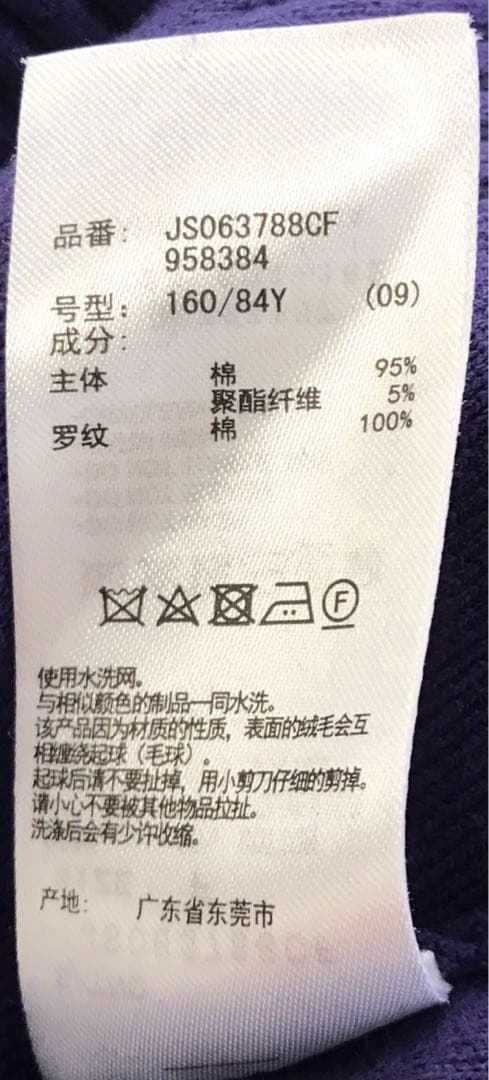 品番: JS063788CF
958384
号型: 160/84Y (09)
成分:
主体 棉 95%
聚酯纤维 5%
罗纹 棉 100%
F
使用水洗网。
与相似颜色的制品一同水洗。
该产品因为材质的性质，表面的绒毛会互
相缠绕起球（毛球）。
起球后请不要扯掉，用小剪刀仔细的剪掉。
请小心不要被其他物品拉扯。
洗涤后会有少许收缩。
产地: 广东省东莞市